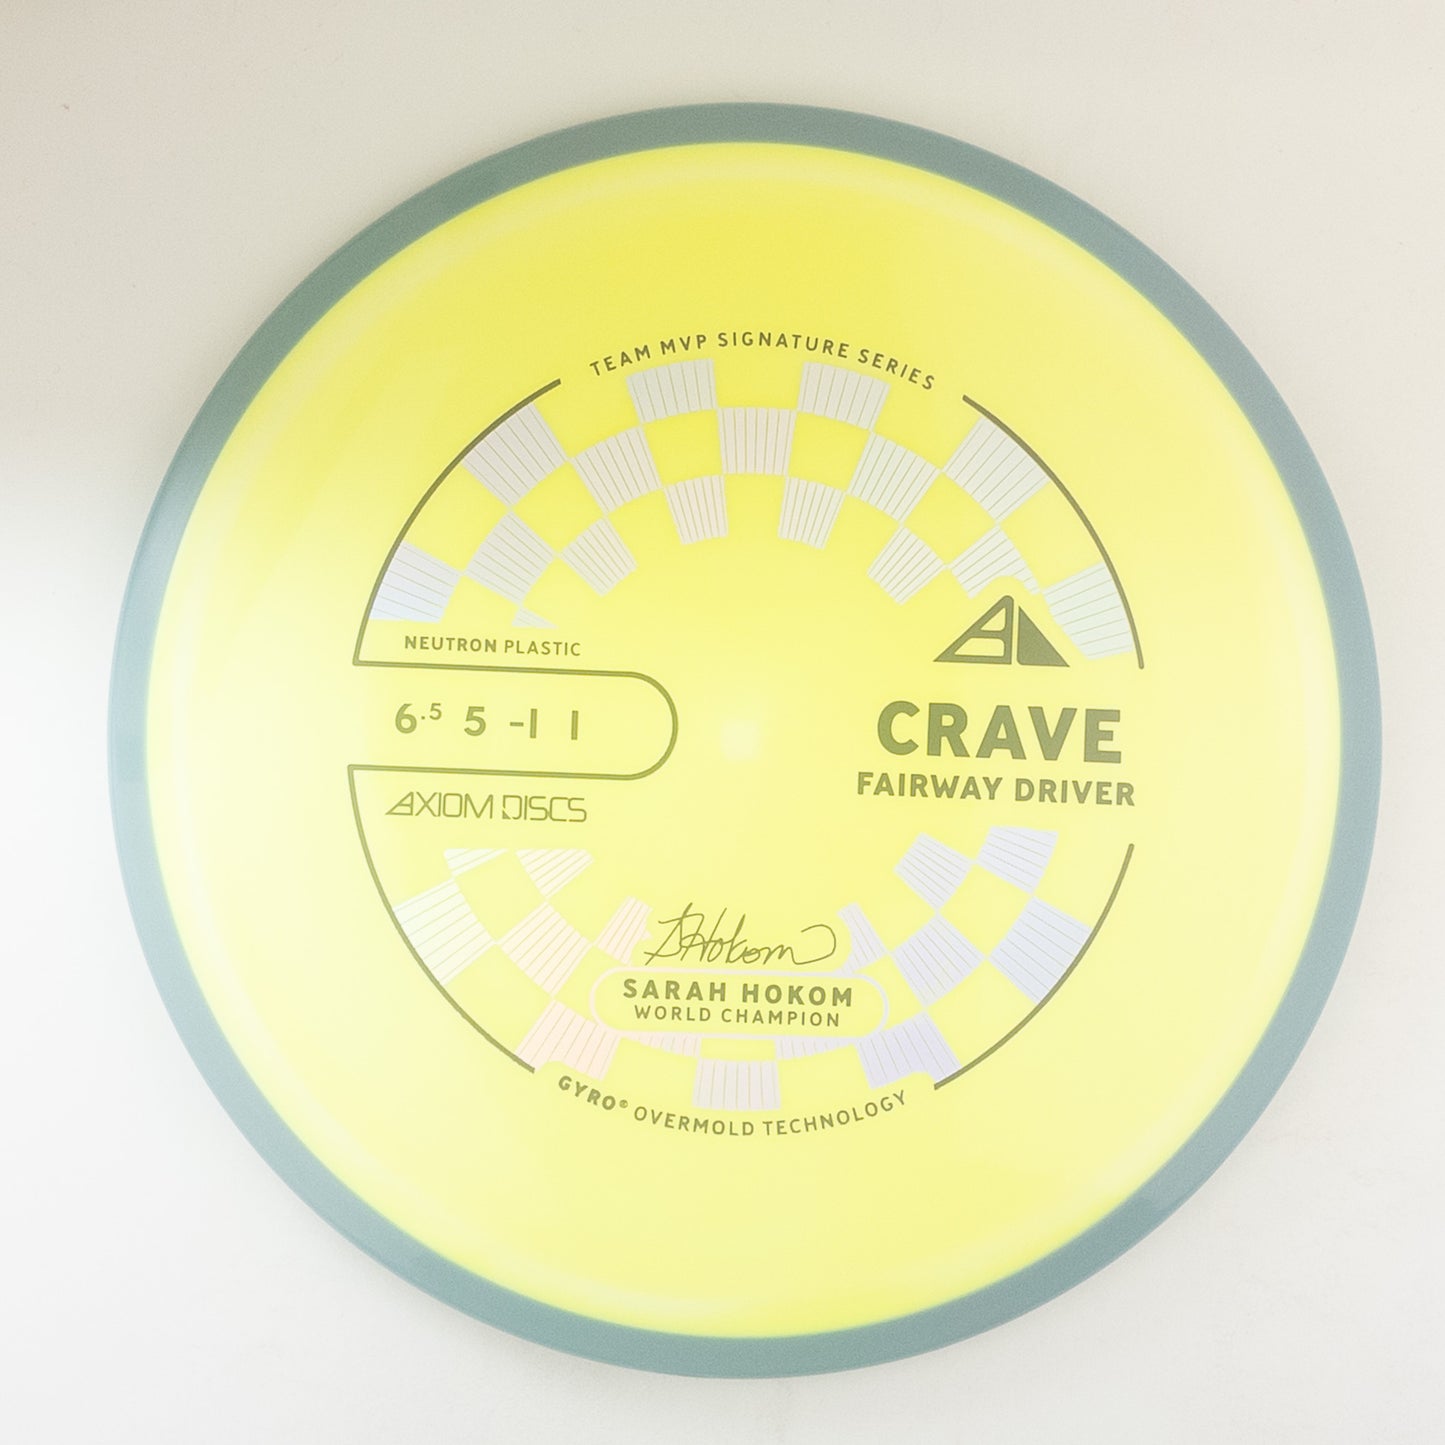 TEAM MVP SIGNATURE SERIES
NEUTRON PLASTIC
6.5 5 -1 1
AXIOM DISCS
CRAVE
FAIRWAY DRIVER
SHokom
SARAH HOKOM
WORLD CHAMPION
GYRO® OVERMOLD TECHNOLOGY